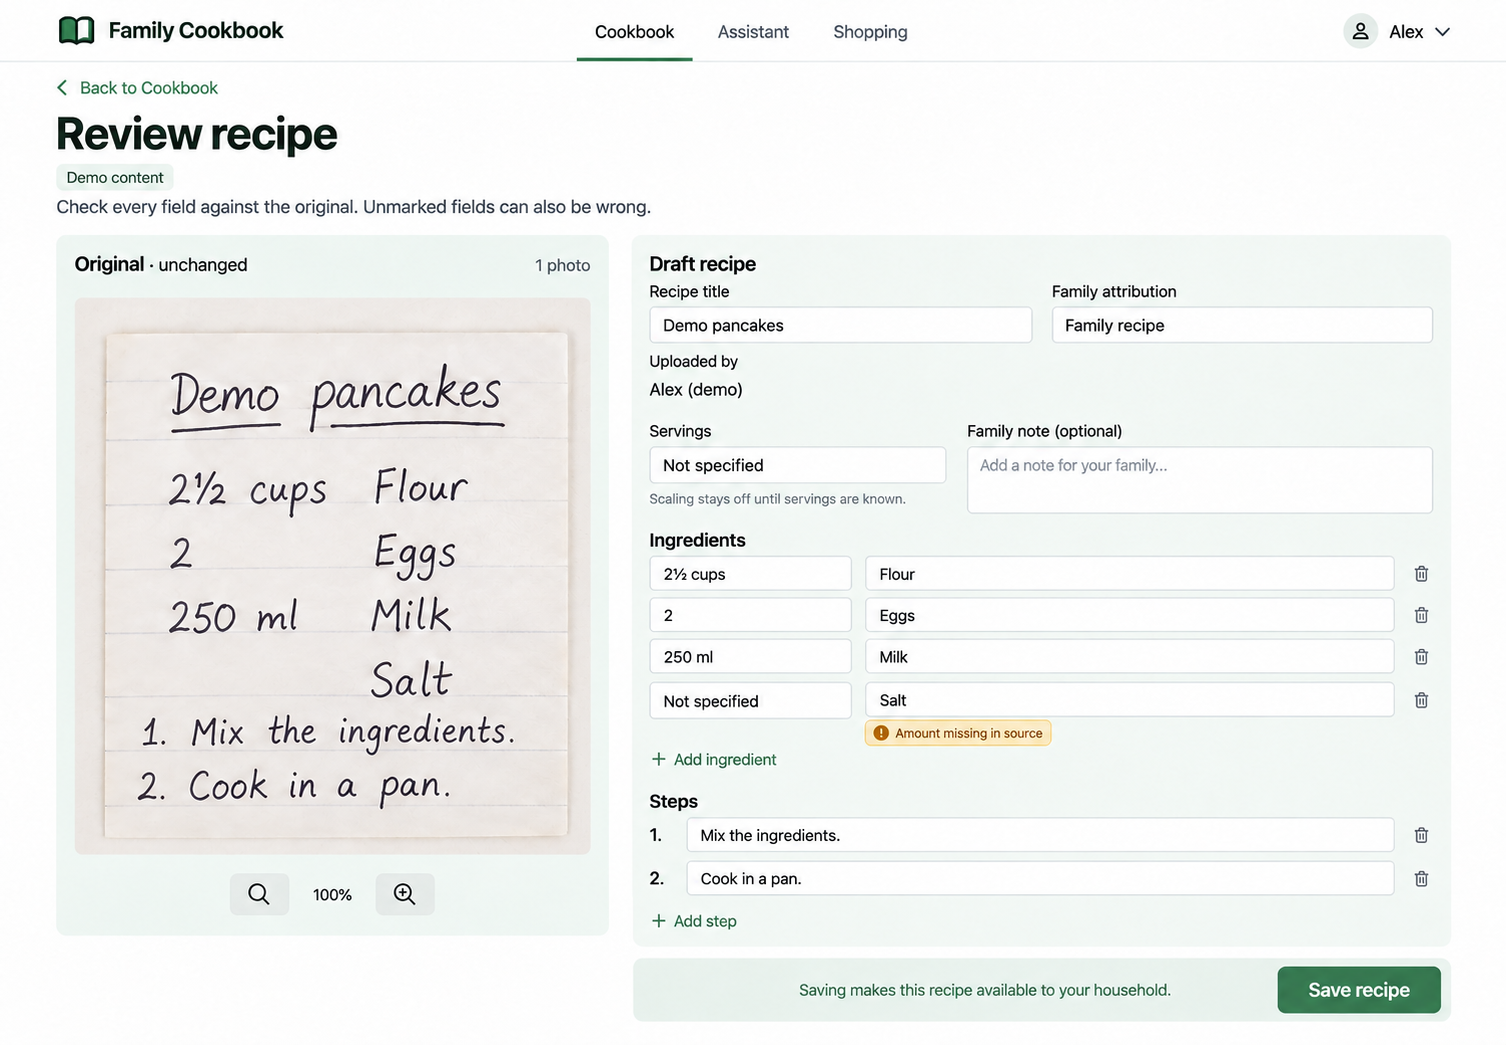 Family Cookbook
Cookbook Assistant Shopping
Alex
Back to Cookbook
Review recipe
Demo content
Check every field against the original. Unmarked fields can also be wrong.
Original · unchanged
1 photo
Demo pancakes
2½ cups Flour
2 Eggs
250 ml Milk
Salt
1. Mix the ingredients.
2. Cook in a pan.
100%
Draft recipe
Recipe title
Demo pancakes
Family attribution
Family recipe
Uploaded by
Alex (demo)
Servings
Not specified
Scaling stays off until servings are known.
Family note (optional)
Add a note for your family...
Ingredients
2½ cups Flour
2 Eggs
250 ml Milk
Not specified Salt
Amount missing in source
+ Add ingredient
Steps
1. Mix the ingredients.
2. Cook in a pan.
+ Add step
Saving makes this recipe available to your household.
Save recipe